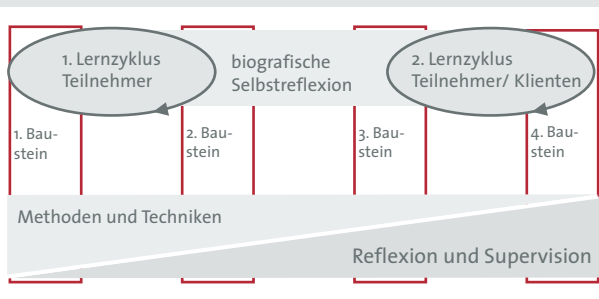 1. Lernzyklus
Teilnehmer
biografische
Selbstreflexion
2. Lernzyklus
Teilnehmer/ Klienten
1. Bau-
stein
2. Bau-
stein
3. Bau-
stein
4. Bau-
stein
Methoden und Techniken
Reflexion und Supervision